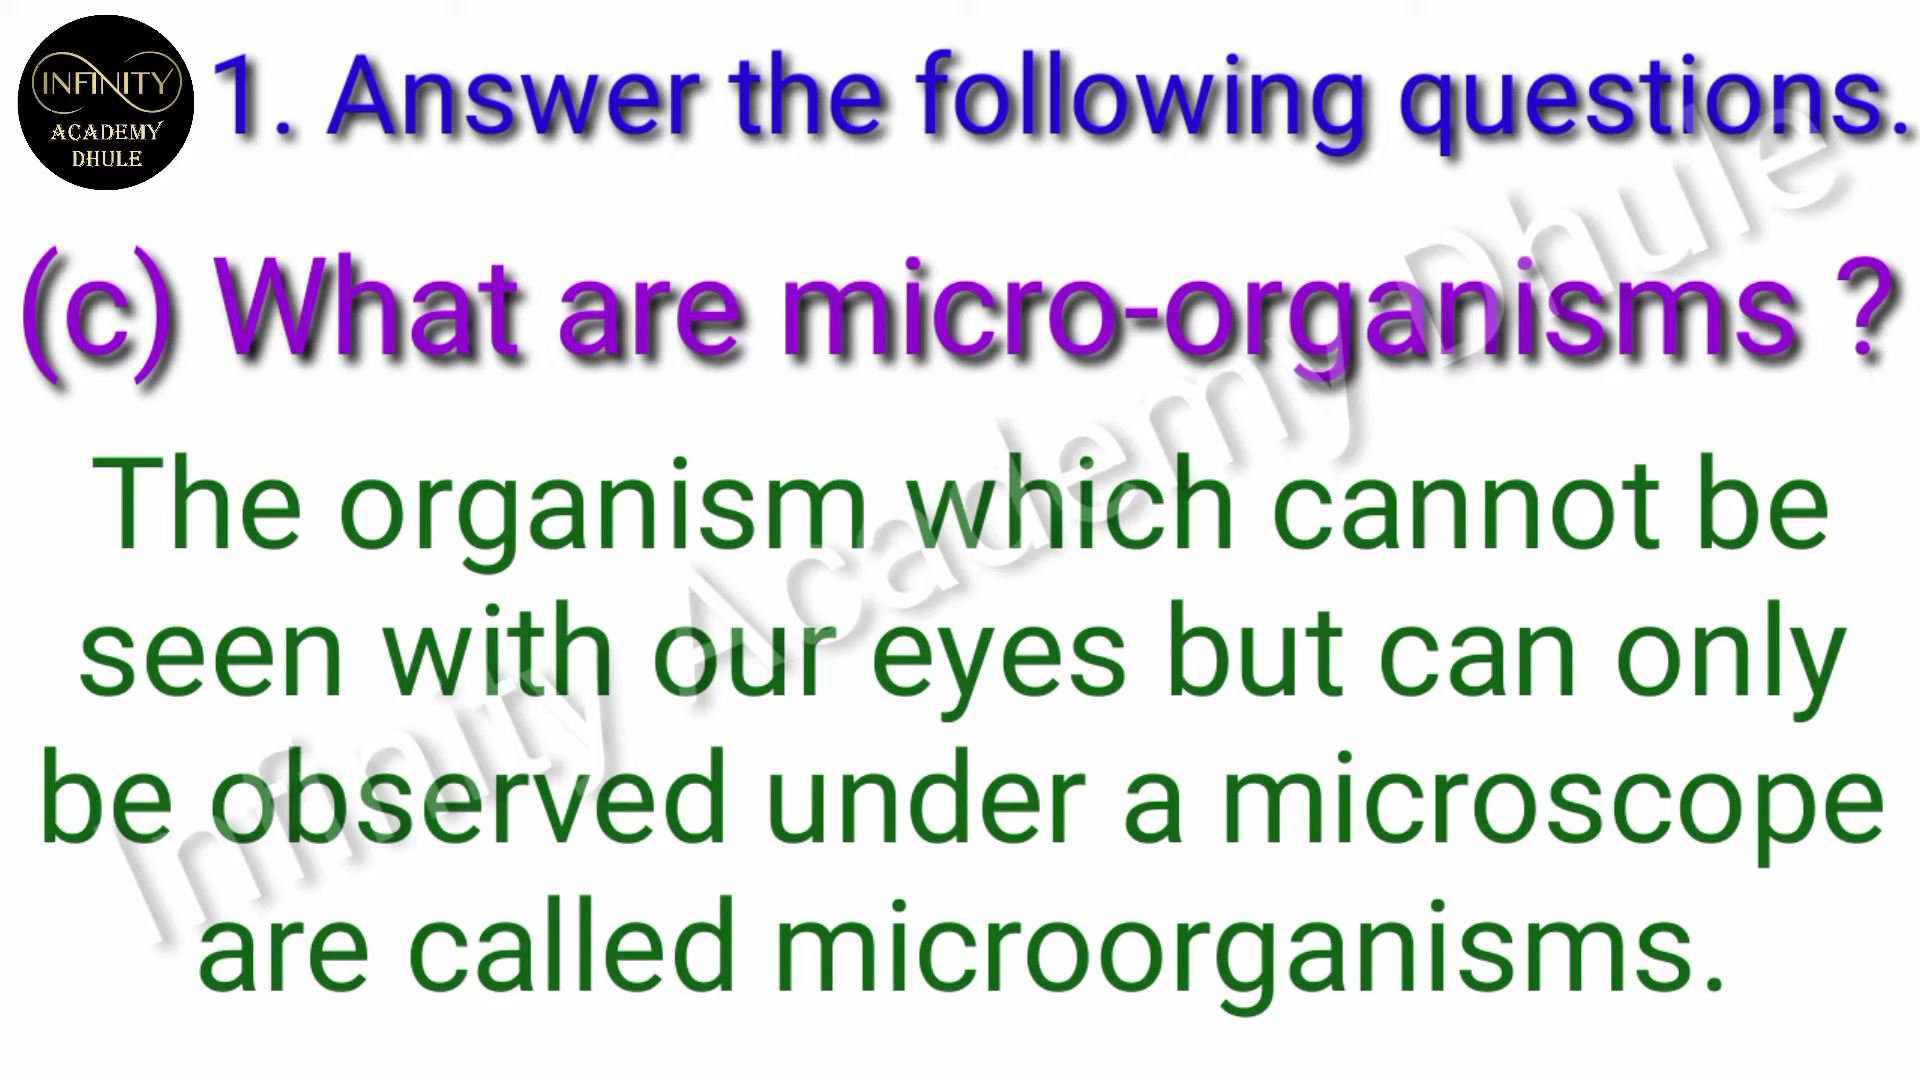 INFINITY
ACADEMY
DHULE
1. Answer the following questions.
(c) What are micro-organisms ?
The organism which cannot be
seen with our eyes but can only
be observed under a microscope
are called microorganisms.
Infinity Academy Dhule